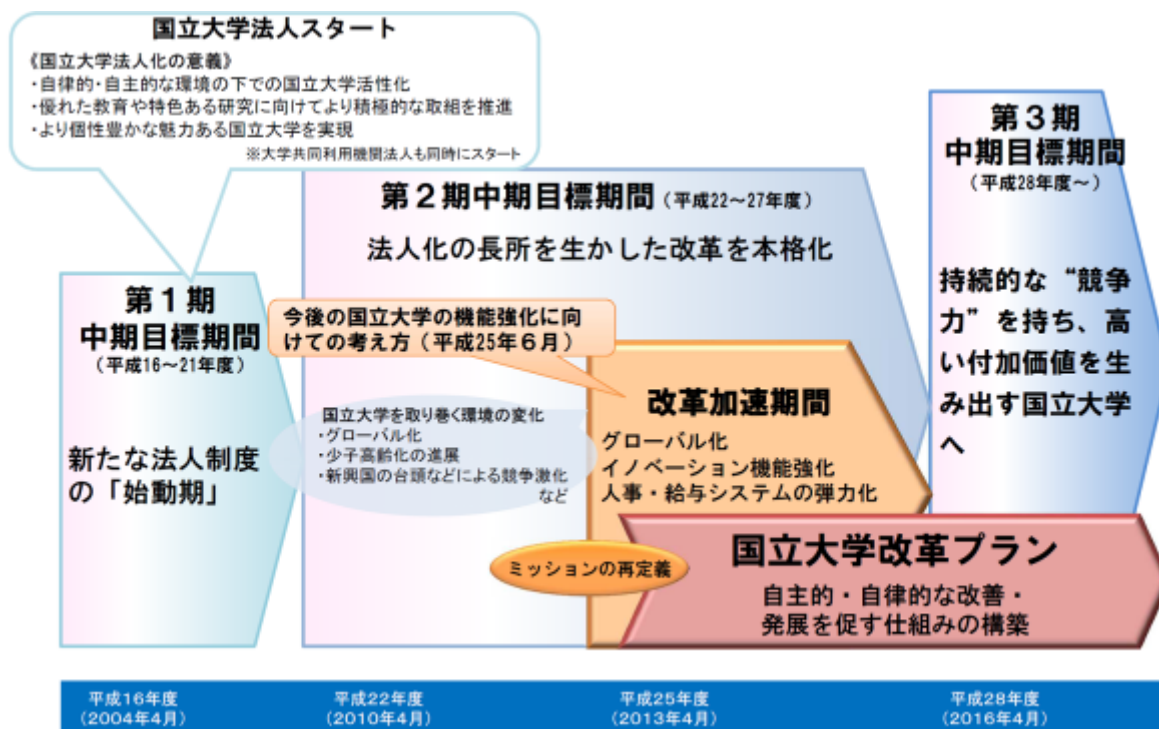 国立大学法人スタート
《国立大学法人化の意義》
・自律的・自主的な環境の下での国立大学活性化
・優れた教育や特色ある研究に向けてより積極的な取組を推進
・より個性豊かな魅力ある国立大学を実現
※大学共同利用機関法人も同時にスタート
第１期
中期目標期間
（平成16～21年度）
新たな法人制度
の「始動期」
第２期中期目標期間（平成22～27年度）
法人化の長所を生かした改革を本格化
今後の国立大学の機能強化に向
けての考え方（平成25年６月）
国立大学を取り巻く環境の変化
・グローバル化
・少子高齢化の進展
・新興国の台頭などによる競争激化
など
改革加速期間
グローバル化
イノベーション機能強化
人事・給与システムの弾力化
ミッションの再定義
国立大学改革プラン
自主的・自律的な改善・
発展を促す仕組みの構築
第３期
中期目標期間
（平成28年度～）
持続的な“競争
力”を持ち、高
い付加価値を生
み出す国立大学
へ
平成16年度
（2004年4月）
平成22年度
（2010年4月）
平成25年度
（2013年4月）
平成28年度
（2016年4月）